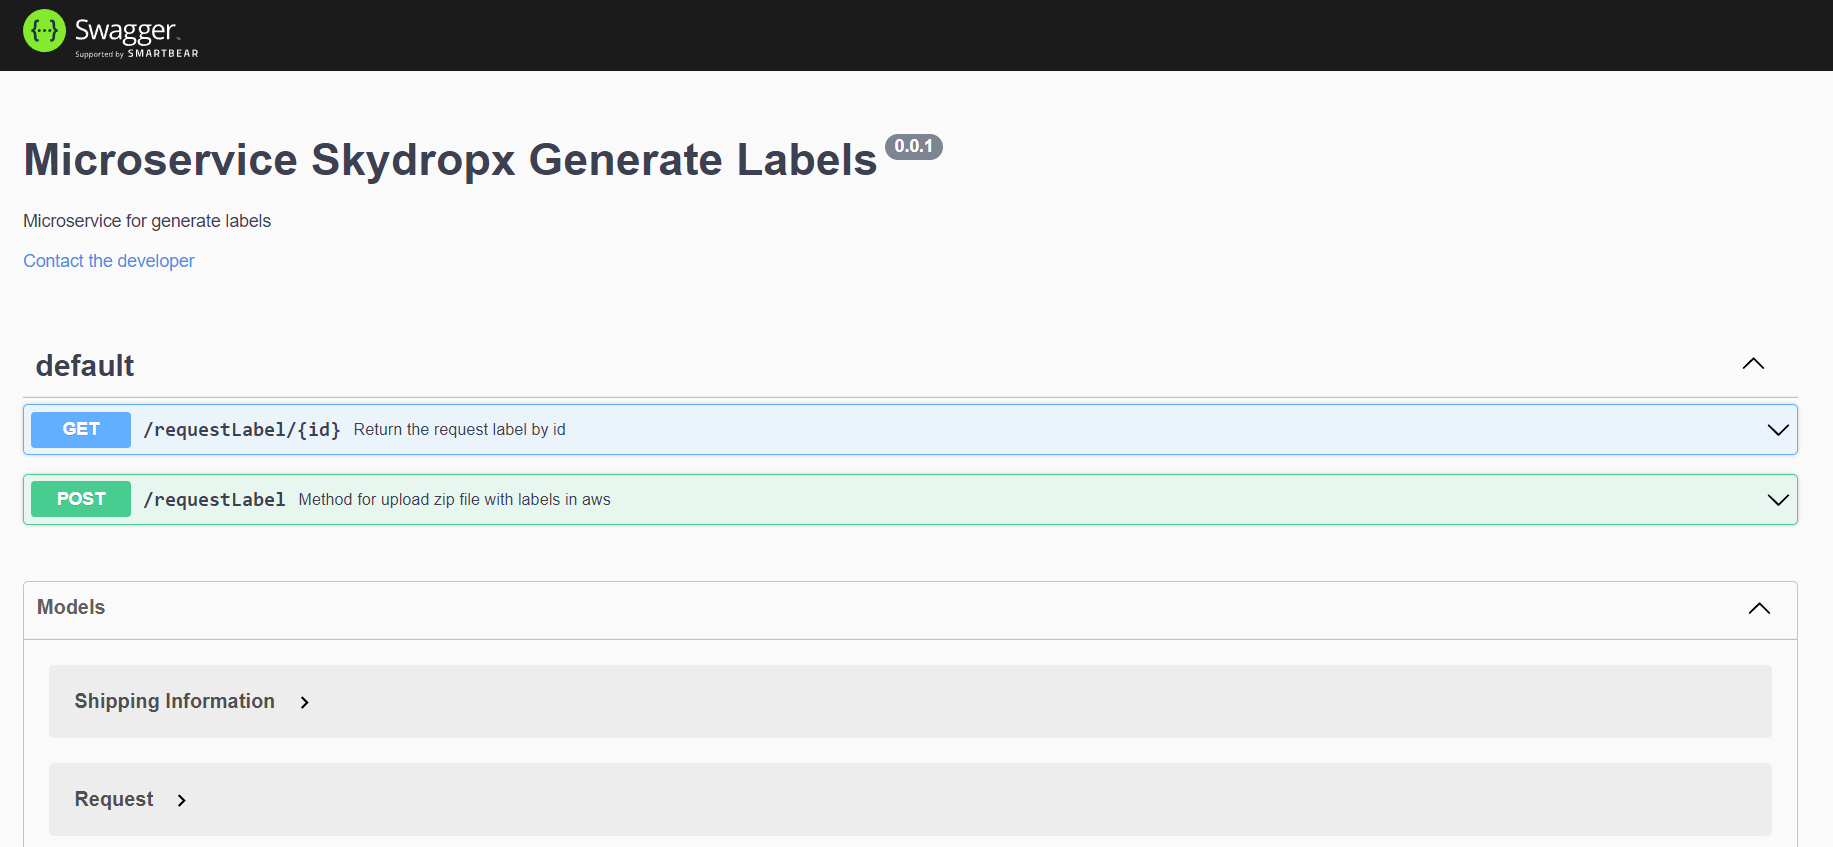 {···} Swagger™
Supported by SMARTBEAR
Microservice Skydropx Generate Labels 0.0.1
Microservice for generate labels
Contact the developer
default
GET /requestLabel/{id} Return the request label by id
POST /requestLabel Method for upload zip file with labels in aws
Models
Shipping Information
Request